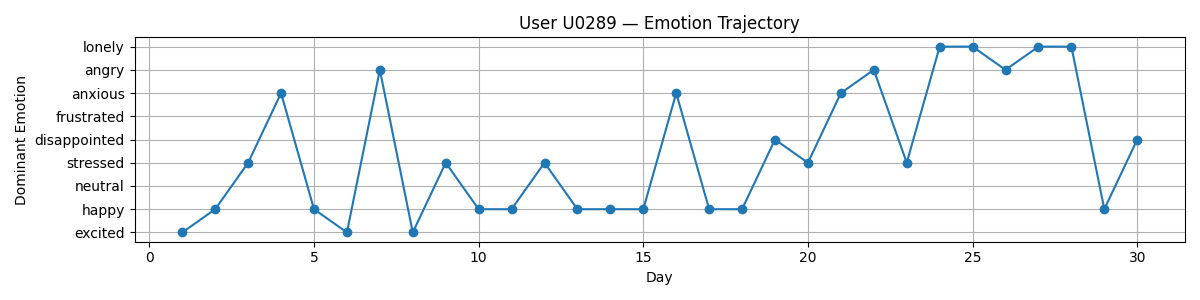 User U0289 — Emotion Trajectory
Dominant Emotion
lonely
angry
anxious
frustrated
disappointed
stressed
neutral
happy
excited
0 5 10 15 20 25 30
Day